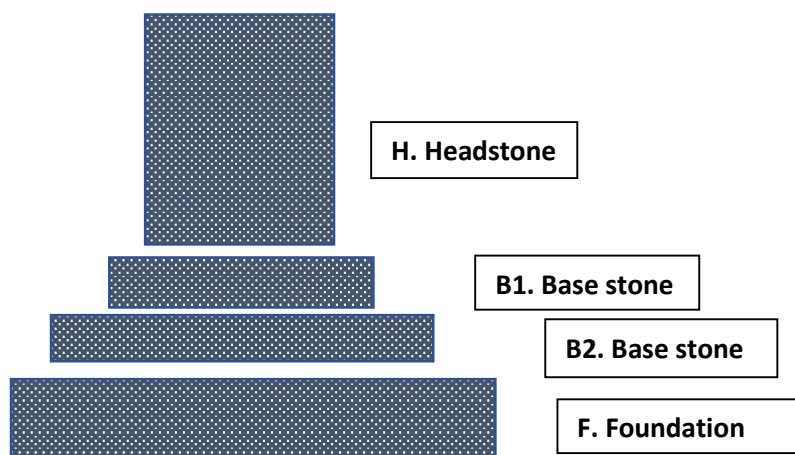 H. Headstone
B1. Base stone
B2. Base stone
F. Foundation